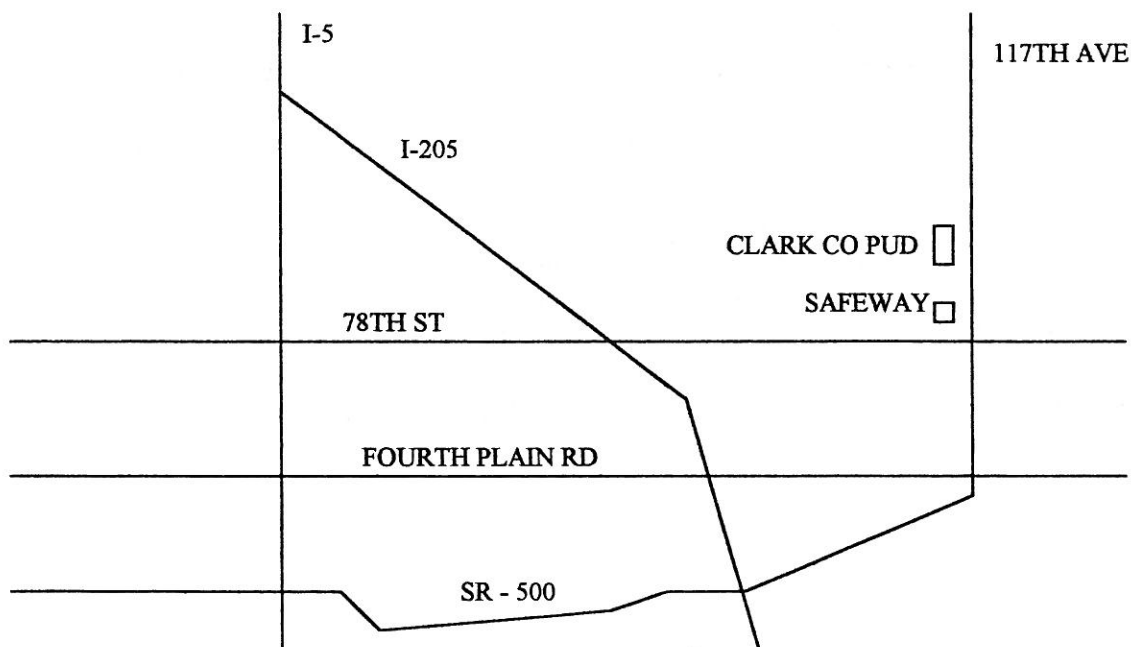 I-5
117TH AVE
I-205
CLARK CO PUD
SAFEWAY
78TH ST
FOURTH PLAIN RD
SR - 500